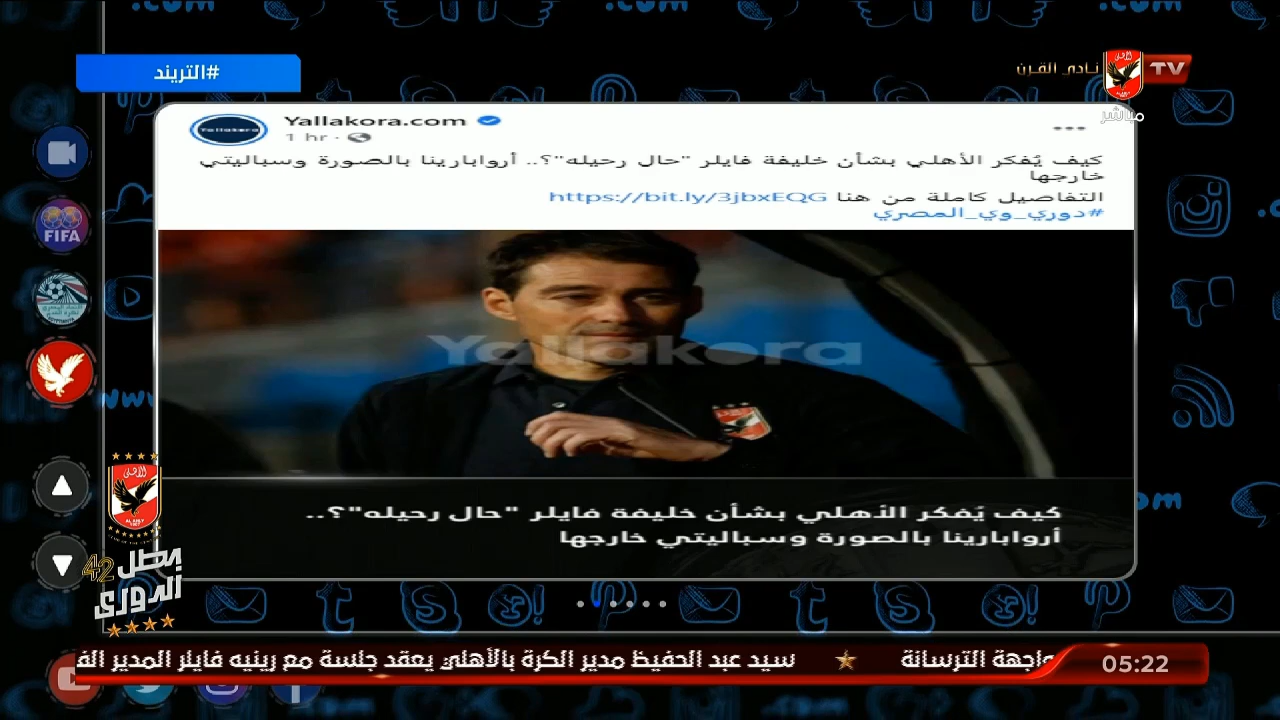 #التريند
نادي القرن
TV
مباشر
Yallakora
Yallakora.com
1 hr ·
كيف يُفكر الأهلي بشأن خليفة فايلر "حال رحيله"؟.. أروابارينا بالصورة وسباليتي
خارجها
التفاصيل كاملة من هنا https://bit.ly/3jbxEQG
#دوري_وي_المصري
Yallakora
كيف يُفكر الأهلي بشأن خليفة فايلر "حال رحيله"؟..
أروابارينا بالصورة وسباليتي خارجها
FIFA
بطل 42
الدوري
واجهة الترسانة ★ سيد عبد الحفيظ مدير الكرة بالأهلي يعقد جلسة مع رينيه فايلر المدير الف
05:22